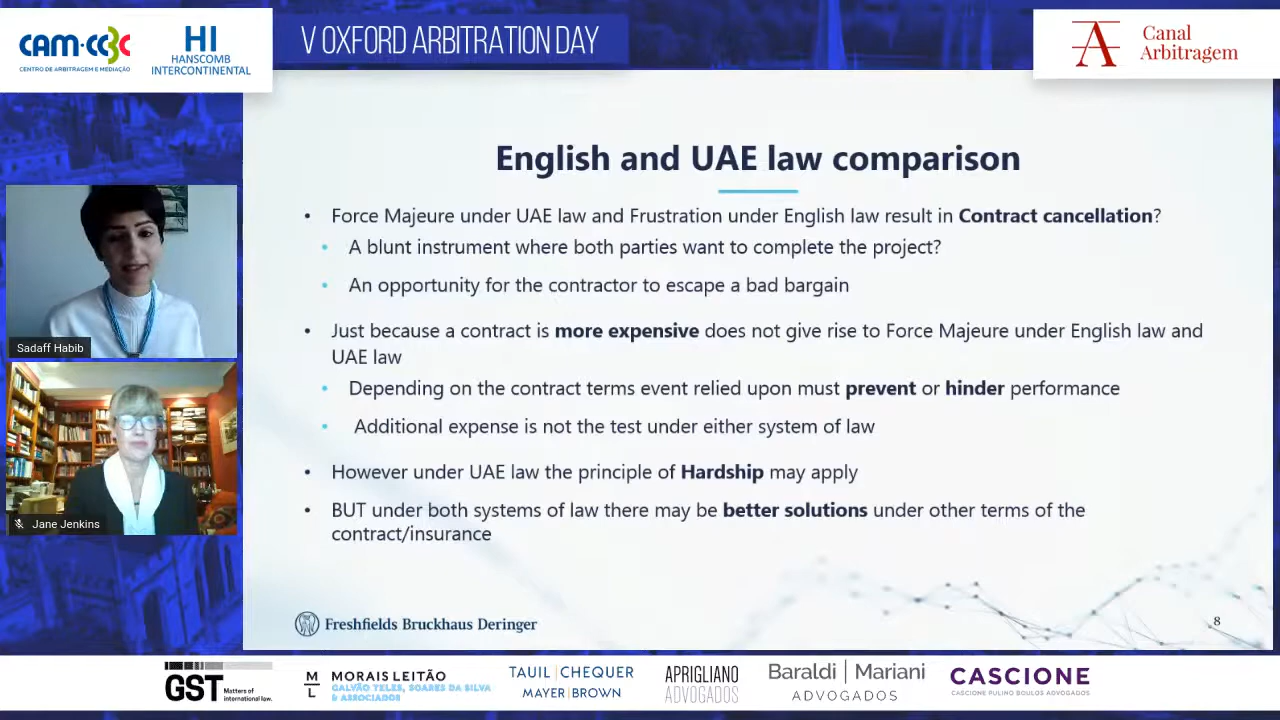 CAM-CCBC
CENTRO DE ARBITRAGEM E MEDIAÇÃO
HI
HANSCOMB
INTERCONTINENTAL
V OXFORD ARBITRATION DAY
Canal
Arbitragem
English and UAE law comparison
• Force Majeure under UAE law and Frustration under English law result in Contract cancellation?
• A blunt instrument where both parties want to complete the project?
• An opportunity for the contractor to escape a bad bargain
• Just because a contract is more expensive does not give rise to Force Majeure under English law and
UAE law
• Depending on the contract terms event relied upon must prevent or hinder performance
• Additional expense is not the test under either system of law
• However under UAE law the principle of Hardship may apply
• BUT under both systems of law there may be better solutions under other terms of the
contract/insurance
Sadaff Habib
Jane Jenkins
Freshfields Bruckhaus Deringer
8
GST Matters of
international law.
M
L
MORAIS LEITÃO
GALVÃO TELES, SOARES DA SILVA
& ASSOCIADOS
TAUIL | CHEQUER
MAYER | BROWN
APRIGLIANO
ADVOGADOS
Baraldi | Mariani
ADVOGADOS
CASCIONE
CASCIONE PULINO BOULOS ADVOGADOS